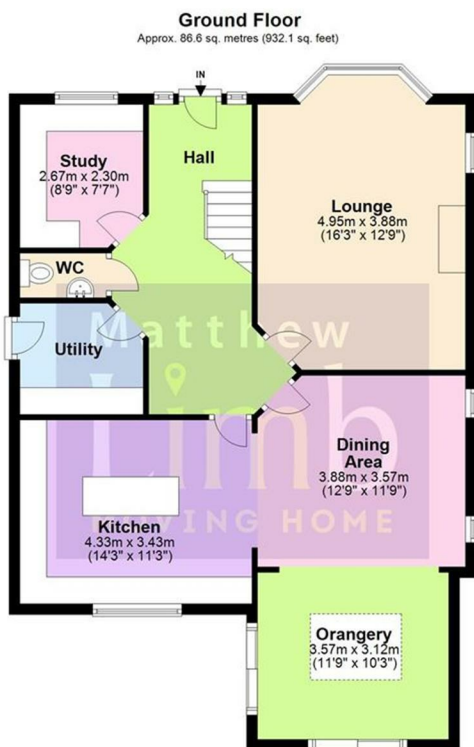 Ground Floor
Approx. 86.6 sq. metres (932.1 sq. feet)
IN
Hall
Study
2.67m x 2.30m
(8'9" x 7'7")
Lounge
4.95m x 3.88m
(16'3" x 12'9")
WC
Matthew
Utility
Limb
Dining
Area
3.88m x 3.57m
(12'9" x 11'9")
MOVING HOME
Kitchen
4.33m x 3.43m
(14'3" x 11'3")
Orangery
3.57m x 3.12m
(11'9" x 10'3")